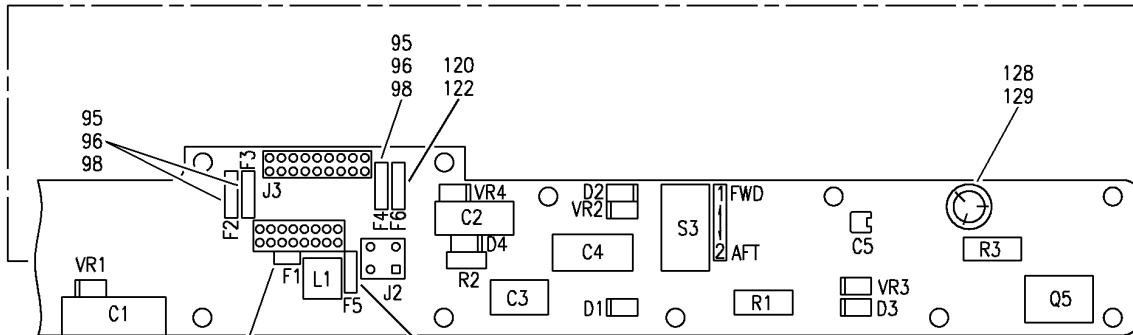 95
96
98
120
122
128
129
95
96
98
F3
J3
F2
F4
F6
VR4
C2
D4
R2
D2
VR2
C4
S3
1 FWD
2 AFT
C5
R3
VR1
C1
F1
L1
F5
J2
C3
D1
R1
VR3
D3
Q5